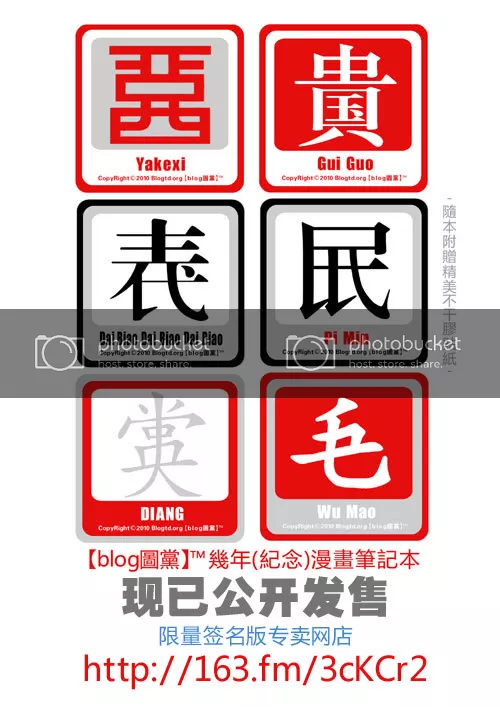 Yakexi
CopyRight©2010 Blogtd.org【blog圖黨】™
Gui Guo
CopyRight©2010 Blogtd.org【blog圖黨】™
Dai Biao Dai Biao Dai Biao
CopyRight©2010 Blogtd.org【blog圖黨】™
Pi Min
CopyRight©2010 Blogtd.org【blog圖黨】™
- 隨本附贈精美不干膠貼紙 -
photobucket
host. store. share.
photobucket
host. store. share.
DIANG
CopyRight©2010 Blogtd.org【blog圖黨】™
Wu Mao
CopyRight©2010 Blogtd.org【blog圖黨】™
【blog圖黨】™幾年(紀念)漫畫筆記本
现已公开发售
限量签名版专卖网店
http://163.fm/3cKCr2